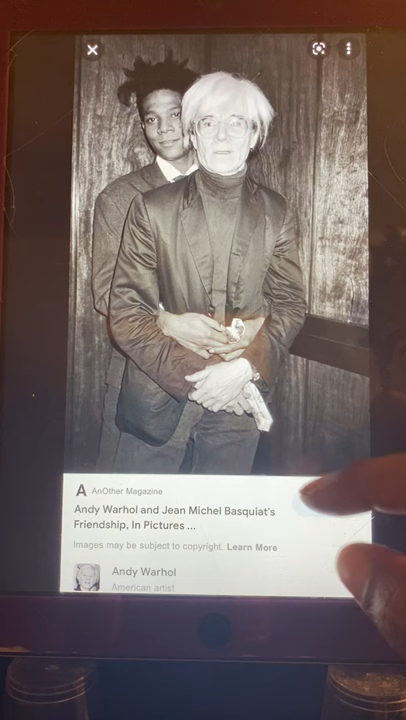 A AnOther Magazine
Andy Warhol and Jean Michel Basquiat's
Friendship, In Pictures ...
Images may be subject to copyright. Learn More
Andy Warhol
American artist